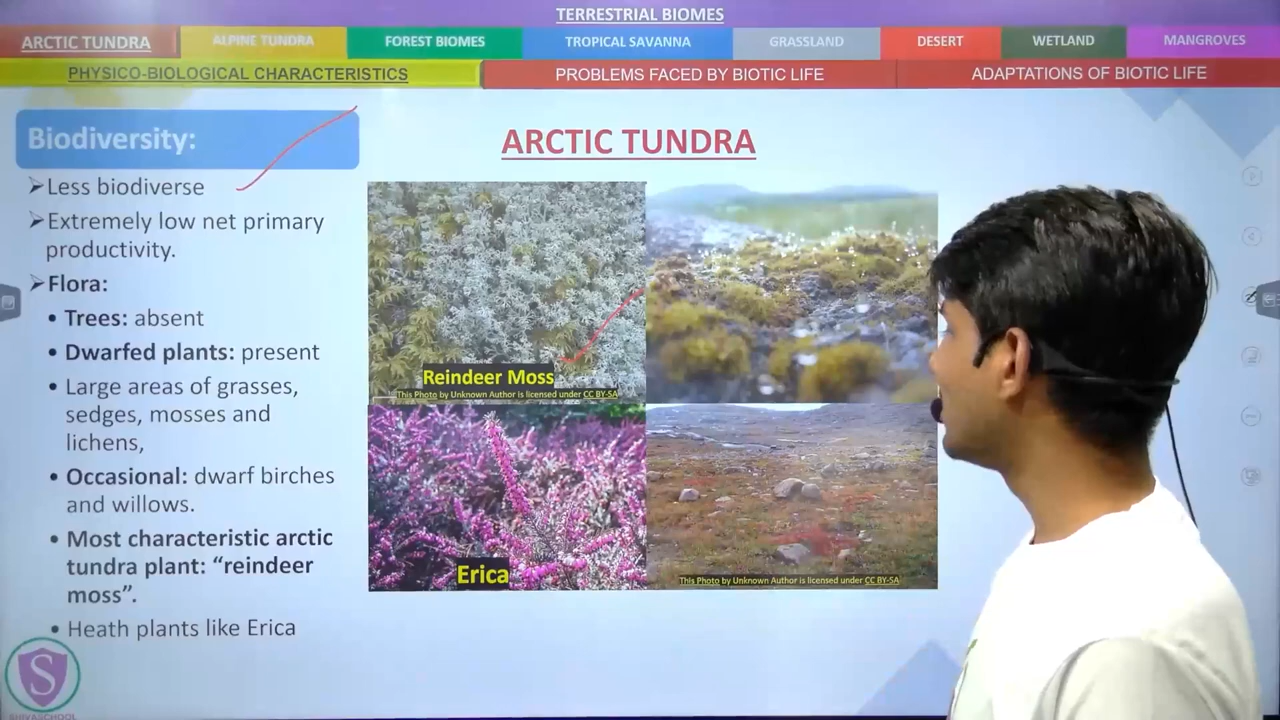 TERRESTRIAL BIOMES
ARCTIC TUNDRA
ALPINE TUNDRA
FOREST BIOMES
TROPICAL SAVANNA
GRASSLAND
DESERT
WETLAND
MANGROVES
PHYSICO-BIOLOGICAL CHARACTERISTICS
PROBLEMS FACED BY BIOTIC LIFE
ADAPTATIONS OF BIOTIC LIFE
Biodiversity:
➤Less biodiverse
➤Extremely low net primary
productivity.
➤Flora:
• Trees: absent
• Dwarfed plants: present
• Large areas of grasses,
sedges, mosses and
lichens,
• Occasional: dwarf birches
and willows.
• Most characteristic arctic
tundra plant: “reindeer
moss”.
• Heath plants like Erica
ARCTIC TUNDRA
Reindeer Moss
This Photo by Unknown Author is licensed under CC BY-SA
Erica
This Photo by Unknown Author is licensed under CC BY-SA
S
SHIVASCHOOL